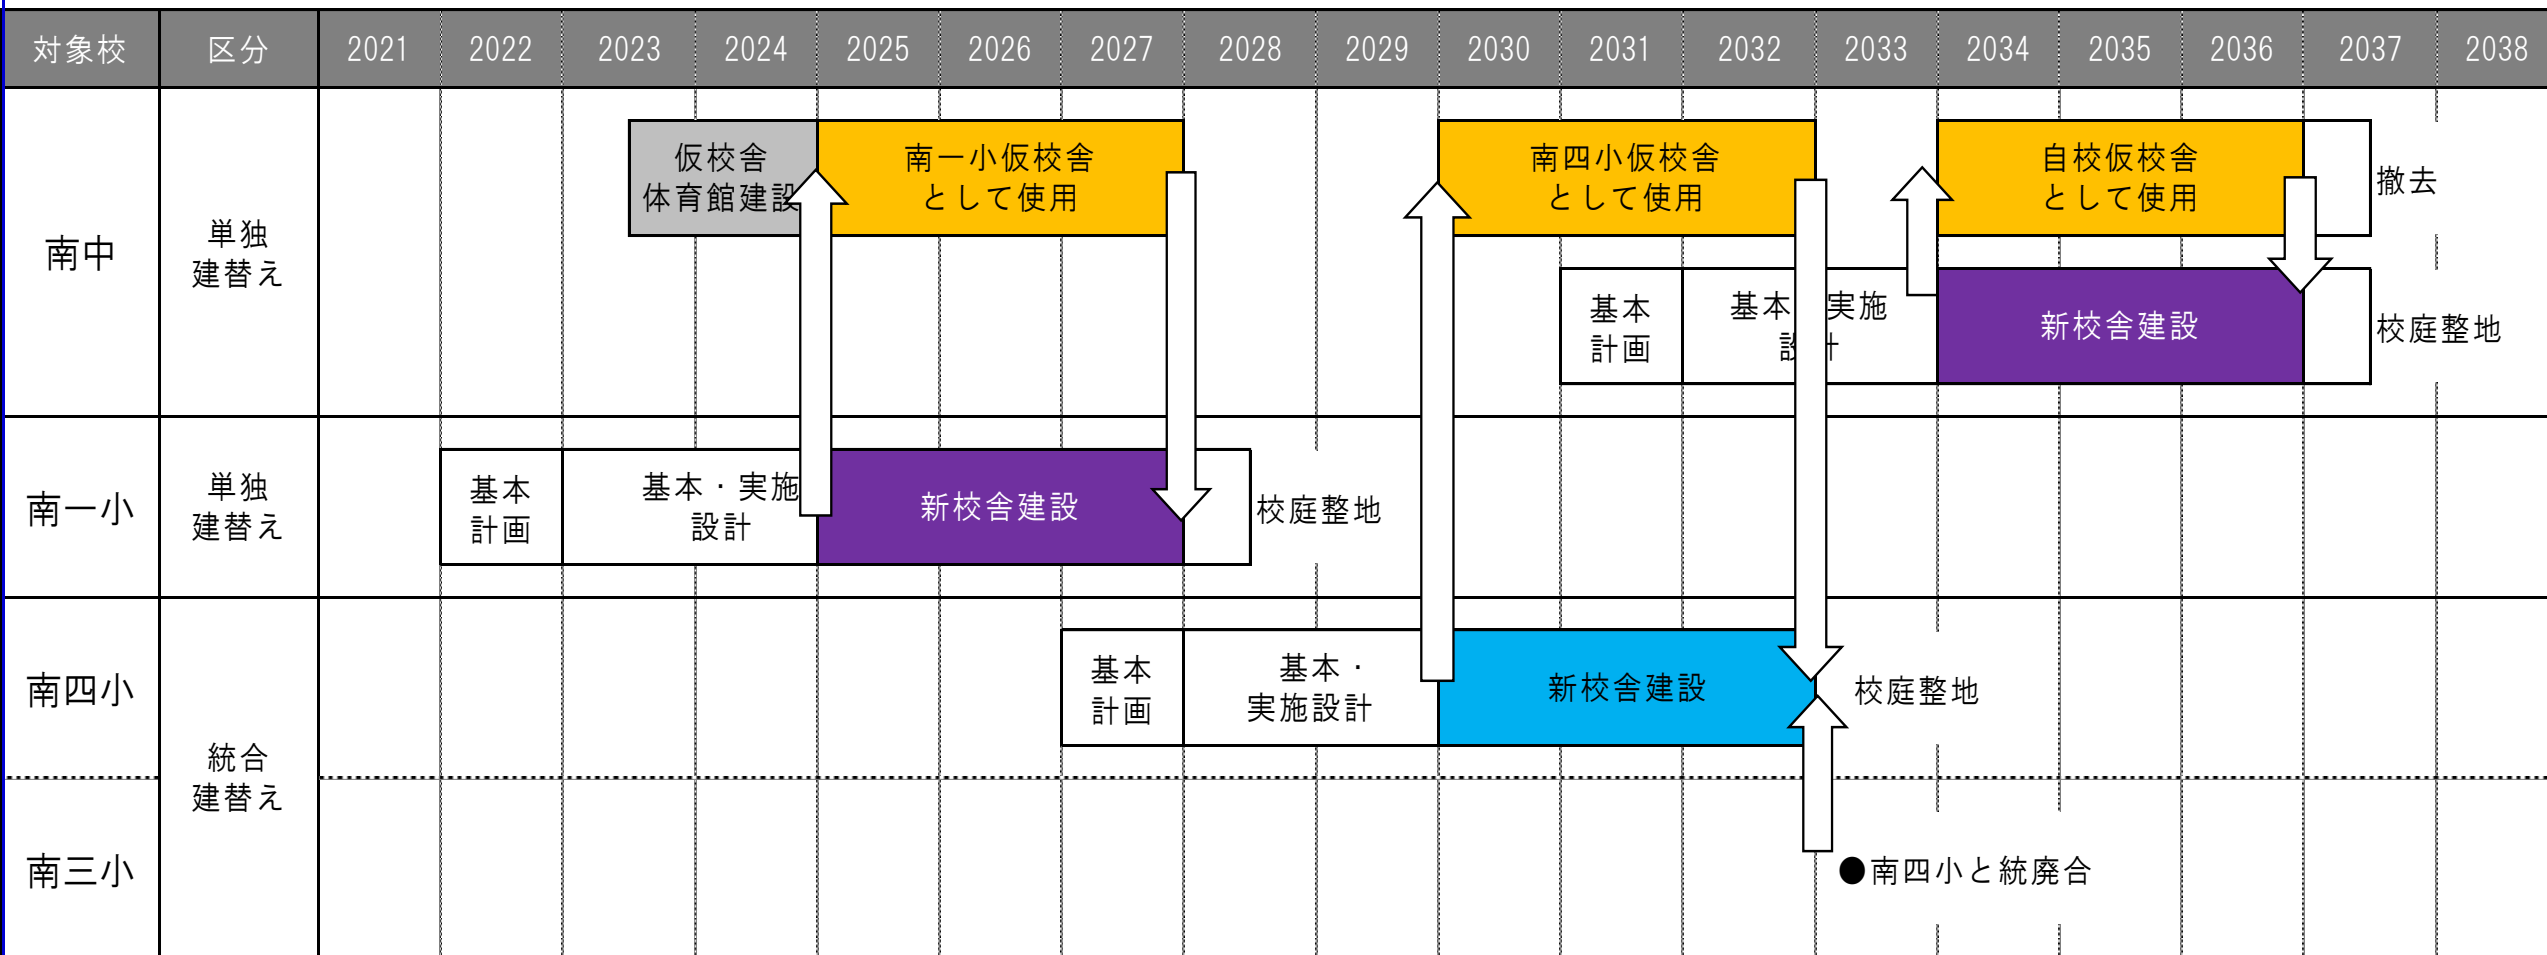 対象校 区分 2021 2022 2023 2024 2025 2026 2027 2028 2029 2030 2031 2032 2033 2034 2035 2036 2037 2038
南中
単独
建替え
仮校舎
体育館建設
南一小仮校舎
として使用
南四小仮校舎
として使用
自校仮校舎
として使用
撤去
基本
計画
基本 実施
設計
新校舎建設
校庭整地
南一小
単独
建替え
基本
計画
基本・実施
設計
新校舎建設
校庭整地
南四小
統合
建替え
基本
計画
基本・
実施設計
新校舎建設
校庭整地
南三小
●南四小と統廃合